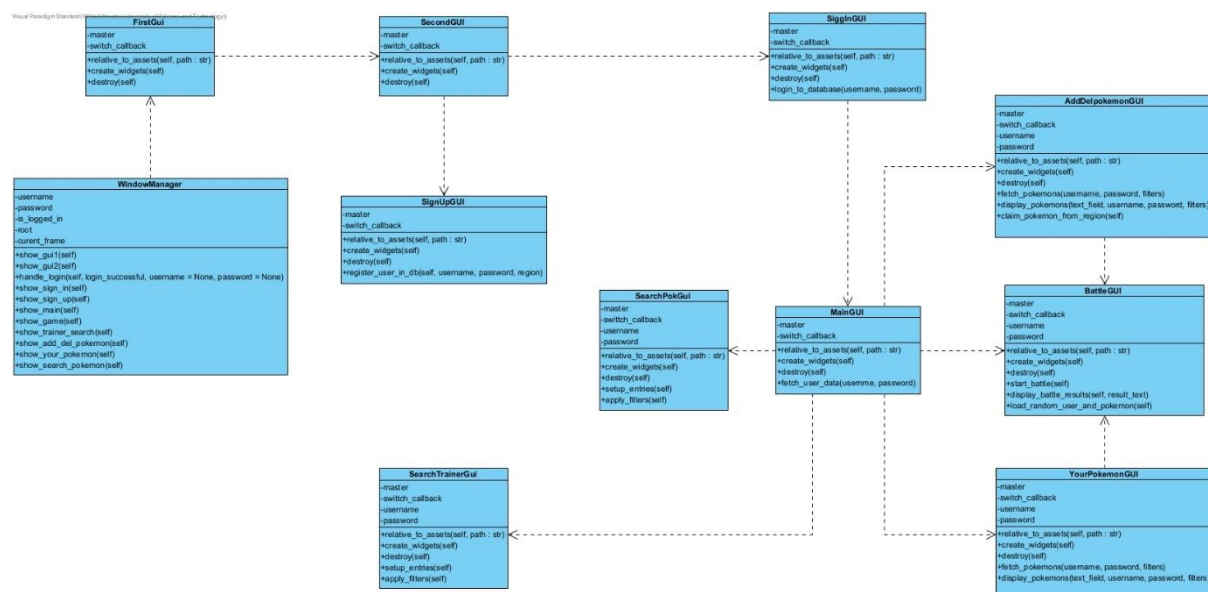 Visual Paradigm Standard
FirstGui
-master
-switch_callback
+relative_to_assets(self, path : str)
+create_widgets(self)
+destroy(self)
SecondGUI
-master
-switch_callback
+relative_to_assets(self, path : str)
+create_widgets(self)
+destroy(self)
SiggInGUI
-master
-switch_callback
+relative_to_assets(self, path : str)
+create_widgets(self)
+destroy(self)
+login_to_database(username, password)
AddDelpokemonGUI
-master
-switch_callback
-username
-password
+relative_to_assets(self, path : str)
+create_widgets(self)
+destroy(self)
+fetch_pokemons(username, password, filters)
+display_pokemons(text_field, username, password, filters)
+claim_pokemon_from_region(self)
WindowManager
-username
-password
-is_logged_in
-root
-curent_frame
+show_gui1(self)
+show_gui2(self)
+handle_login(self, login_successful, username = None, password = None)
+show_sign_in(self)
+show_sign_up(self)
+show_main(self)
+show_game(self)
+show_trainer_search(self)
+show_add_del_pokemon(self)
+show_your_pokemon(self)
+show_search_pokemon(self)
SignUpGUI
-master
-switch_callback
+relative_to_assets(self, path : str)
+create_widgets(self)
+destroy(self)
+register_user_in_db(self, username, password, region)
SearchPokGui
-master
-swittch_callback
-username
-password
+relative_to_assets(self, path : str)
+create_widgets(self)
+destroy(self)
+setup_entries(self)
+apply_filters(self)
MainGUI
-master
-switch_callback
+relative_to_assets(self, path : str)
+create_widgets(self)
+destroy(self)
+fetch_user_data(usernme, password)
BattleGUI
-master
-switch_callback
-username
-password
+relative_to_assets(self, path : str)
+create_widgets(self)
+destroy(self)
+start_battle(self)
+display_battle_results(self, result_text)
+load_random_user_and_pokemon(self)
SearchTrainerGui
-master
-swittch_callback
-username
-password
+relative_to_assets(self, path : str)
+create_widgets(self)
+destroy(self)
+setup_entries(self)
+apply_filters(self)
YourPokemonGUI
-master
-switch_callback
-username
-password
+relative_to_assets(self, path : str)
+create_widgets(self)
+destroy(self)
+fetch_pokemons(username, password, filters)
+display_pokemons(text_field, username, password, filters